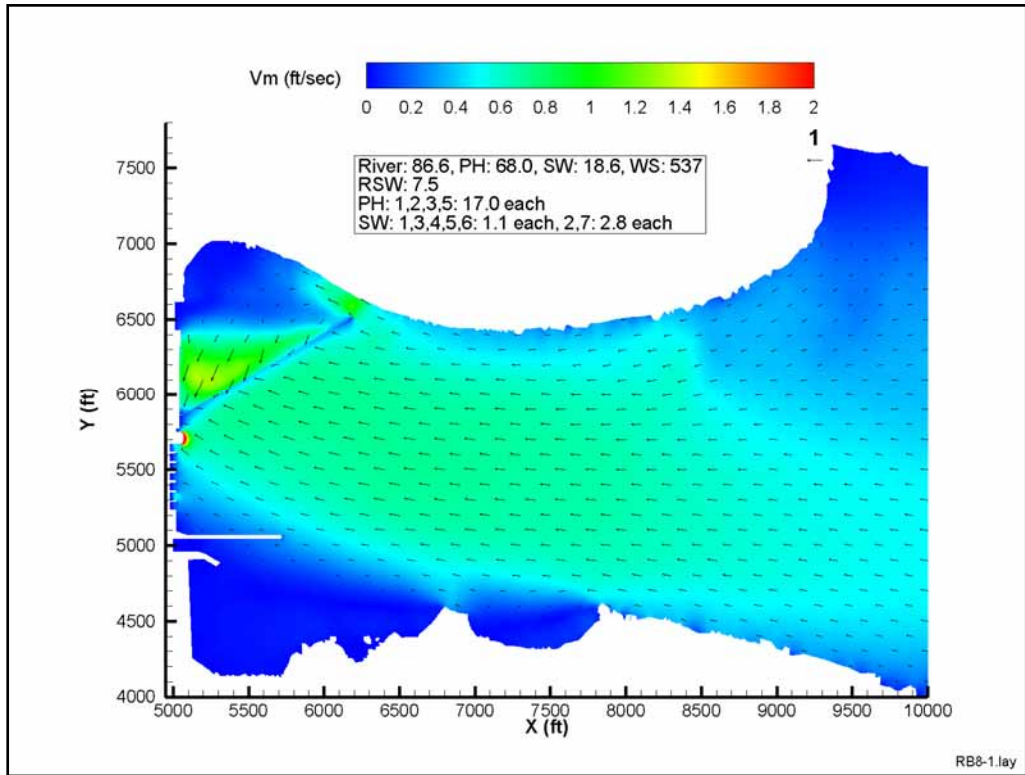 Vm (ft/sec)
0 0.2 0.4 0.6 0.8 1 1.2 1.4 1.6 1.8 2
1
River: 86.6, PH: 68.0, SW: 18.6, WS: 537
RSW: 7.5
PH: 1,2,3,5: 17.0 each
SW: 1,3,4,5,6: 1.1 each, 2,7: 2.8 each
7500
7000
6500
6000
5500
5000
4500
4000
Y (ft)
5000 5500 6000 6500 7000 7500 8000 8500 9000 9500 10000
X (ft)
RB8-1.lay